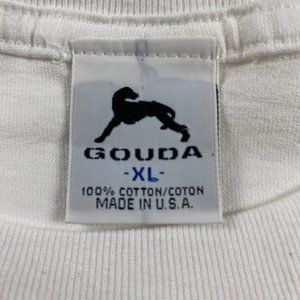 GOUDA
-XL-
100% COTTON/COTON
MADE IN U.S.A.